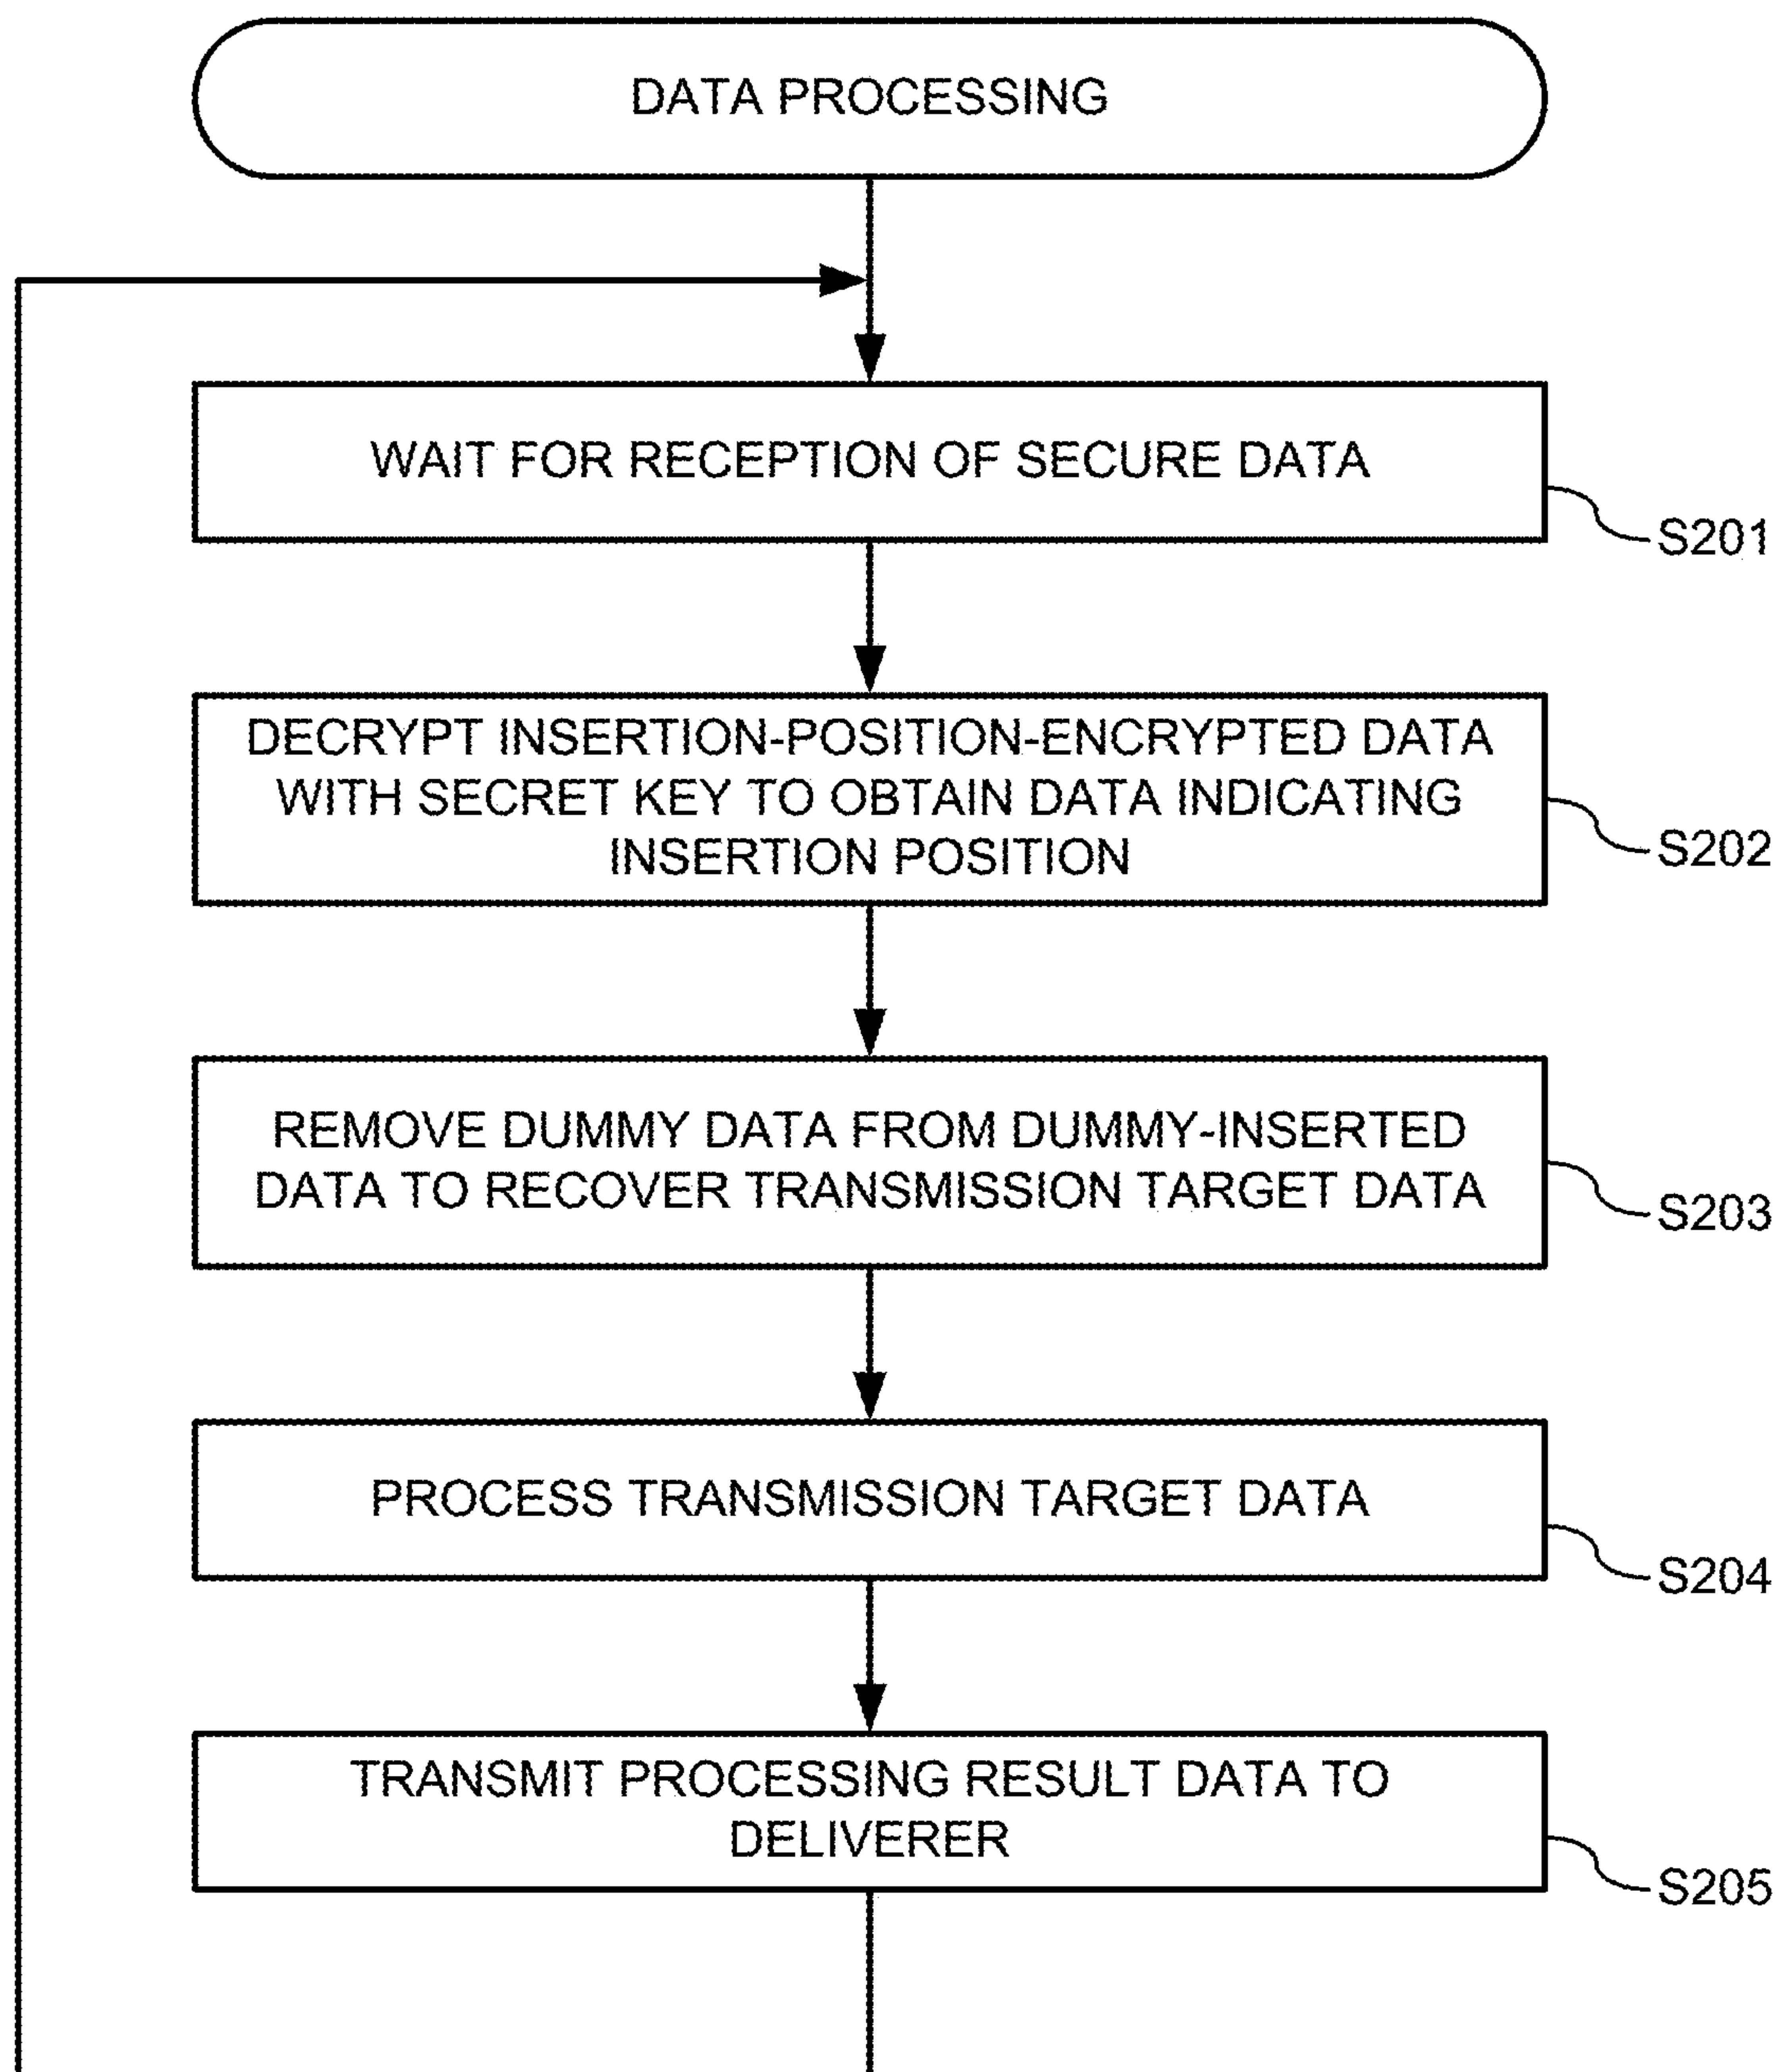 DATA PROCESSING
WAIT FOR RECEPTION OF SECURE DATA
S201
DECRYPT INSERTION-POSITION-ENCRYPTED DATA
WITH SECRET KEY TO OBTAIN DATA INDICATING
INSERTION POSITION
S202
REMOVE DUMMY DATA FROM DUMMY-INSERTED
DATA TO RECOVER TRANSMISSION TARGET DATA
S203
PROCESS TRANSMISSION TARGET DATA
S204
TRANSMIT PROCESSING RESULT DATA TO
DELIVERER
S205